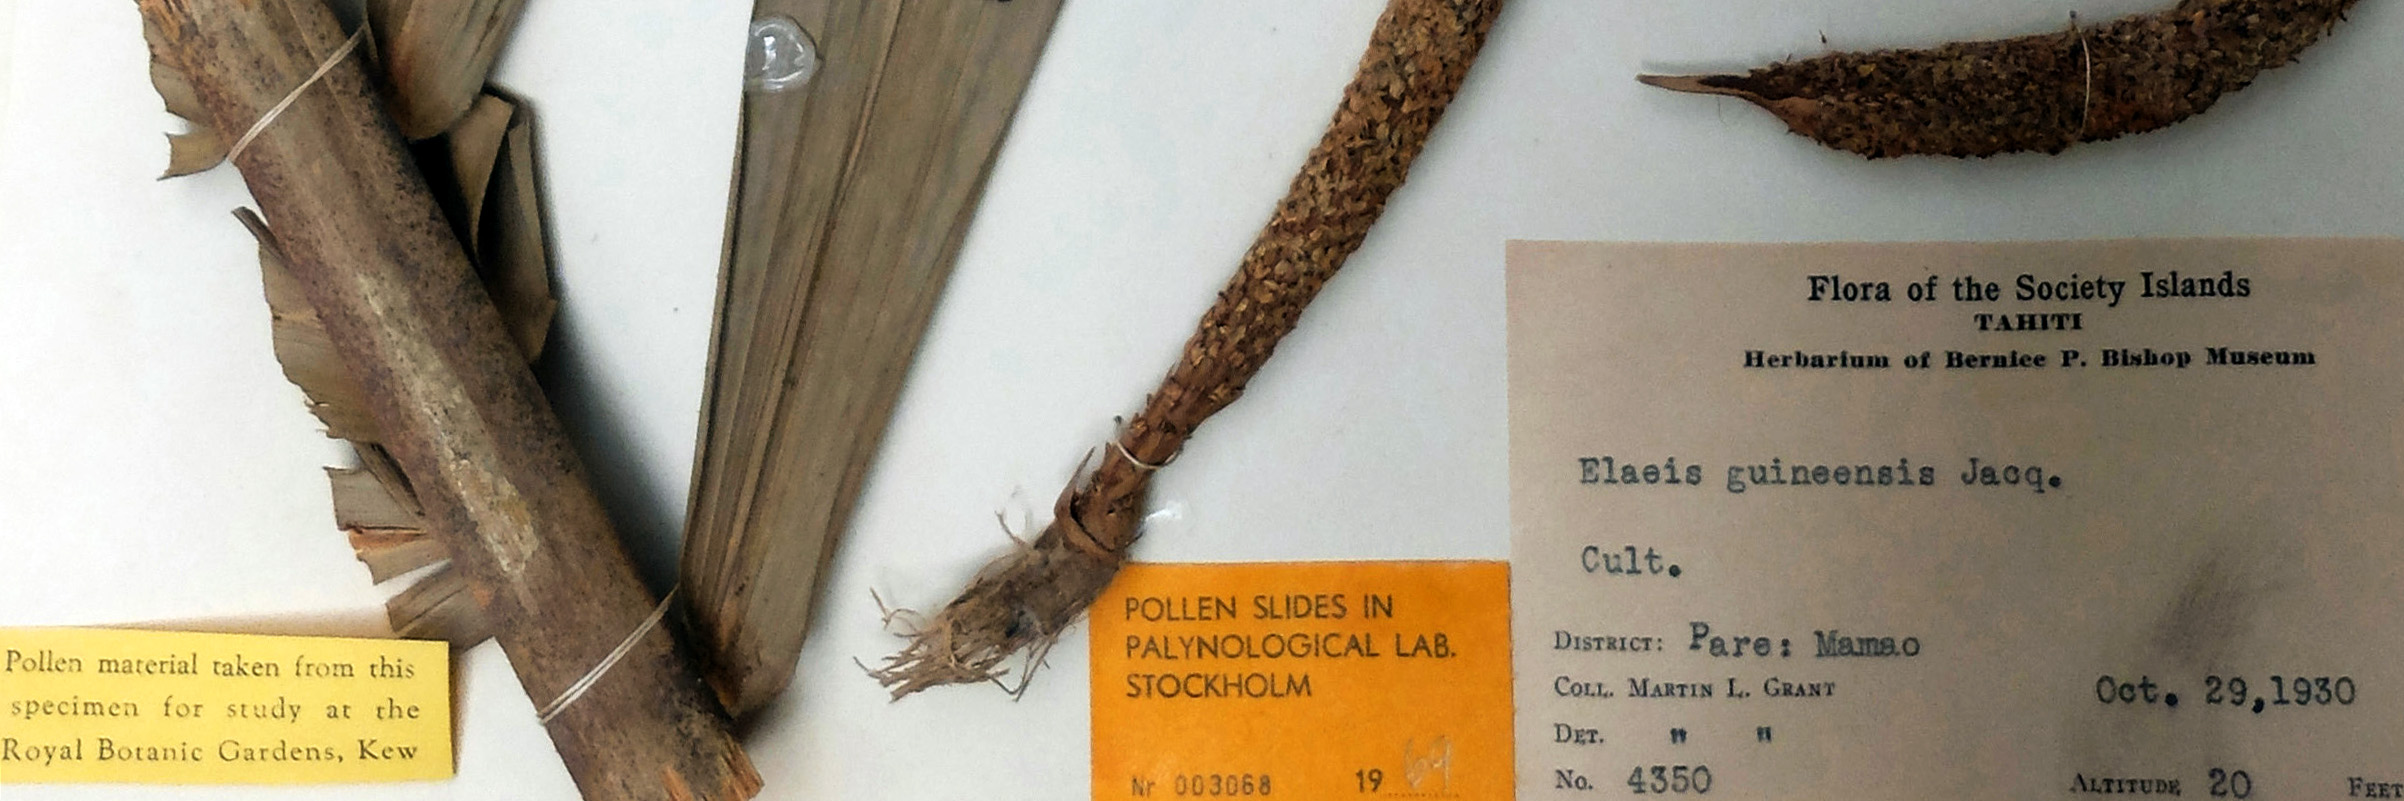 Pollen material taken from this
specimen for study at the
Royal Botanic Gardens, Kew
POLLEN SLIDES IN
PALYNOLOGICAL LAB.
STOCKHOLM
Nr 003068 19 69
Flora of the Society Islands
TAHITI
Herbarium of Bernice P. Bishop Museum
Elaeis guineensis Jacq.
Cult.
DISTRICT: Pare: Mamao
COLL. MARTIN L. GRANT Oct. 29,1930
DET. " "
No. 4350 ALTITUDE 20 FEET